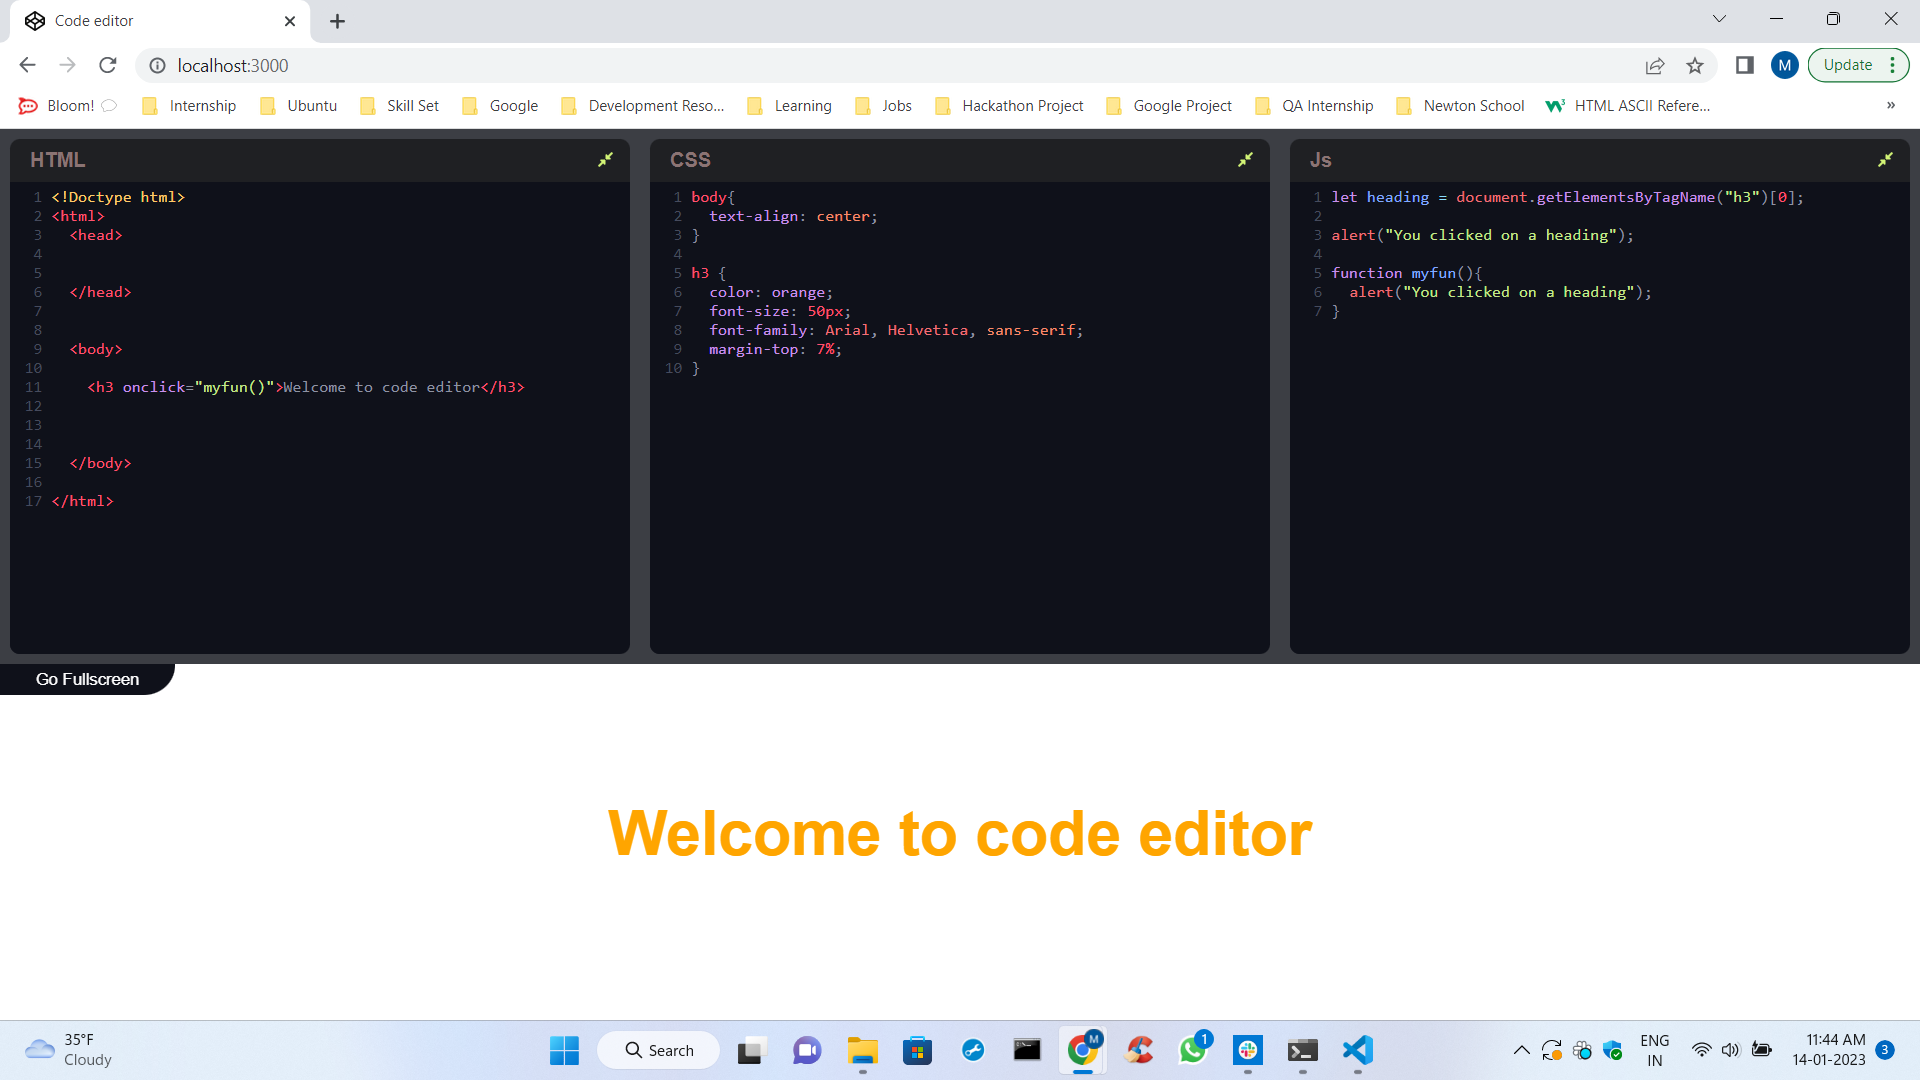 Code editor
localhost:3000
M
Update
Bloom!
Internship
Ubuntu
Skill Set
Google
Development Reso...
Learning
Jobs
Hackathon Project
Google Project
QA Internship
Newton School
HTML ASCII Refere...
»
HTML
1 <!Doctype html>
2 <html>
3 <head>
4
5
6 </head>
7
8
9 <body>
10
11 <h3 onclick="myfun()">Welcome to code editor</h3>
12
13
14
15 </body>
16
17 </html>
CSS
1 body{
2 text-align: center;
3 }
4
5 h3 {
6 color: orange;
7 font-size: 50px;
8 font-family: Arial, Helvetica, sans-serif;
9 margin-top: 7%;
10 }
Js
1 let heading = document.getElementsByTagName("h3")[0];
2
3 alert("You clicked on a heading");
4
5 function myfun(){
6 alert("You clicked on a heading");
7 }
Go Fullscreen
Welcome to code editor
35°F
Cloudy
Search
M
1
ENG
IN
11:44 AM
14-01-2023
3